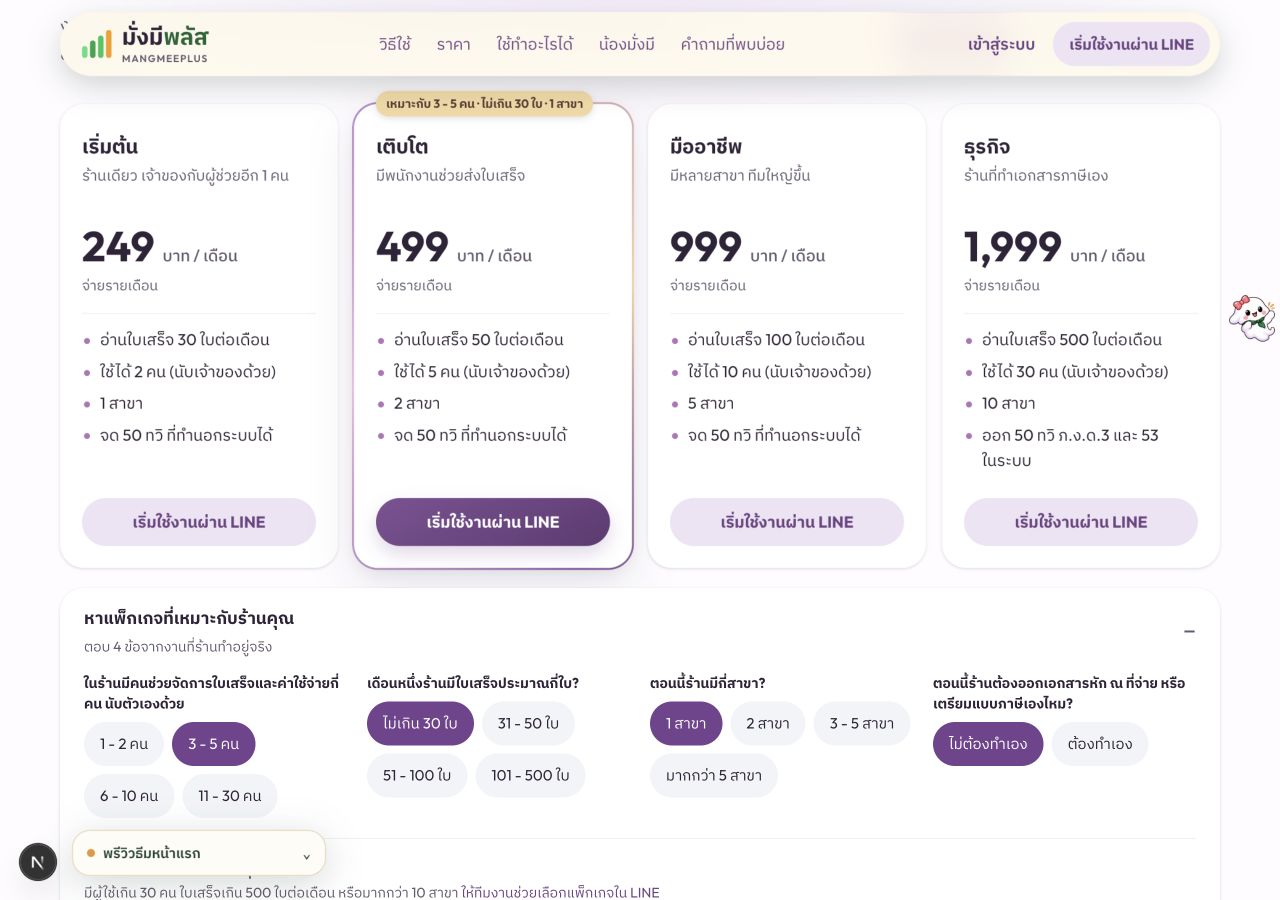 มั่งมีพลัส
MANGMEEPLUS
วิธีใช้
ราคา
ใช้ทำอะไรได้
น้องมั่งมี
คำถามที่พบบ่อย
เข้าสู่ระบบ
เริ่มใช้งานผ่าน LINE
เริ่มต้น
ร้านเดียว เจ้าของกับผู้ช่วยอีก 1 คน
249 บาท / เดือน
จ่ายรายเดือน
อ่านใบเสร็จ 30 ใบต่อเดือน
ใช้ได้ 2 คน (นับเจ้าของด้วย)
1 สาขา
จด 50 ทวิ ที่ทำนอกระบบได้
เริ่มใช้งานผ่าน LINE
เหมาะกับ 3 - 5 คน · ไม่เกิน 30 ใบ · 1 สาขา
เติบโต
มีพนักงานช่วยส่งใบเสร็จ
499 บาท / เดือน
จ่ายรายเดือน
อ่านใบเสร็จ 50 ใบต่อเดือน
ใช้ได้ 5 คน (นับเจ้าของด้วย)
2 สาขา
จด 50 ทวิ ที่ทำนอกระบบได้
เริ่มใช้งานผ่าน LINE
มืออาชีพ
มีหลายสาขา ทีมใหญ่ขึ้น
999 บาท / เดือน
จ่ายรายเดือน
อ่านใบเสร็จ 100 ใบต่อเดือน
ใช้ได้ 10 คน (นับเจ้าของด้วย)
5 สาขา
จด 50 ทวิ ที่ทำนอกระบบได้
เริ่มใช้งานผ่าน LINE
ธุรกิจ
ร้านที่ทำเอกสารภาษีเอง
1,999 บาท / เดือน
จ่ายรายเดือน
อ่านใบเสร็จ 500 ใบต่อเดือน
ใช้ได้ 30 คน (นับเจ้าของด้วย)
10 สาขา
ออก 50 ทวิ ภ.ง.ด.3 และ 53
ในระบบ
เริ่มใช้งานผ่าน LINE
หาแพ็กเกจที่เหมาะกับร้านคุณ
ตอบ 4 ข้อจากงานที่ร้านทำอยู่จริง
ในร้านมีคนช่วยจัดการใบเสร็จและค่าใช้จ่ายกี่
คน นับตัวเองด้วย
1 - 2 คน
3 - 5 คน
6 - 10 คน
11 - 30 คน
เดือนหนึ่งร้านมีใบเสร็จประมาณกี่ใบ?
ไม่เกิน 30 ใบ
31 - 50 ใบ
51 - 100 ใบ
101 - 500 ใบ
ตอนนี้ร้านมีกี่สาขา?
1 สาขา
2 สาขา
3 - 5 สาขา
มากกว่า 5 สาขา
ตอนนี้ร้านต้องออกเอกสารหัก ณ ที่จ่าย หรือ
เตรียมแบบภาษีเองไหม?
ไม่ต้องทำเอง
ต้องทำเอง
N
พรีวิวธีมหน้าแรก
มีผู้ใช้เกิน 30 คน ใบเสร็จเกิน 500 ใบต่อเดือน หรือมากกว่า 10 สาขา ให้ทีมงานช่วยเลือกแพ็กเกจใน LINE